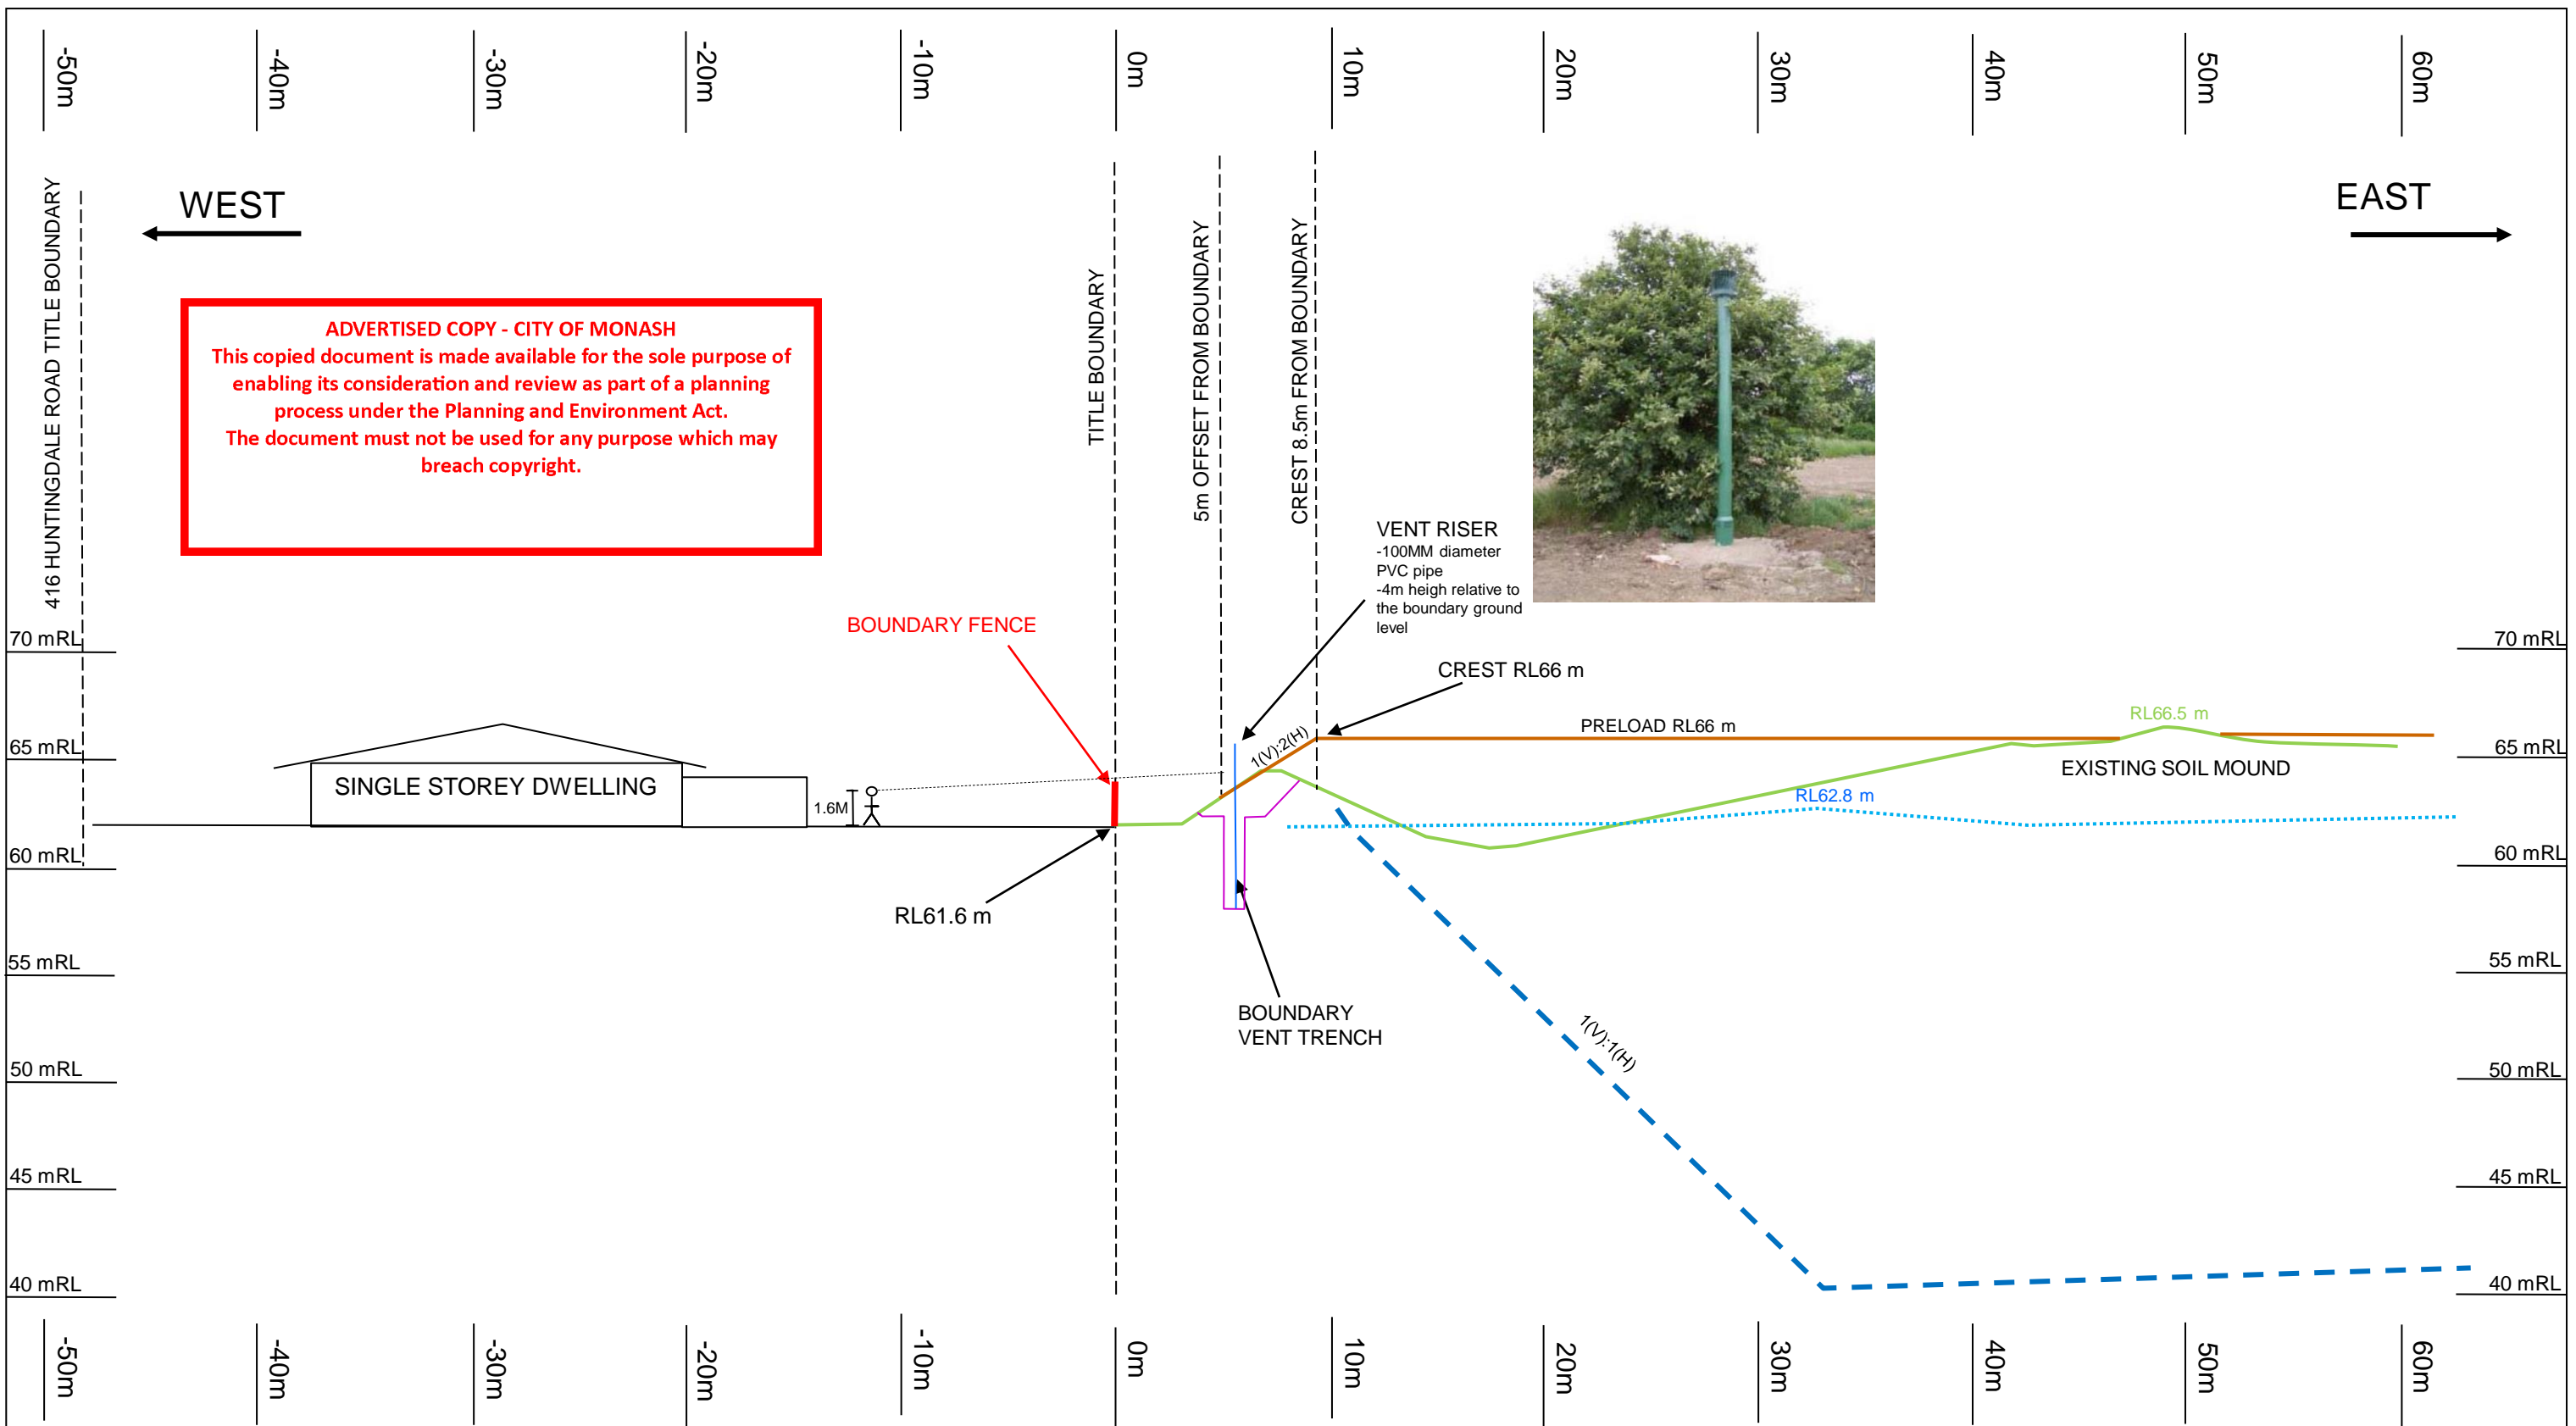 -50m
-40m
-30m
-20m
-10m
0m
10m
20m
30m
40m
50m
60m
WEST
EAST
416 HUNTINGDALE ROAD TITLE BOUNDARY
ADVERTISED COPY - CITY OF MONASH
This copied document is made available for the sole purpose of
enabling its consideration and review as part of a planning
process under the Planning and Environment Act.
The document must not be used for any purpose which may
breach copyright.
TITLE BOUNDARY
5m OFFSET FROM BOUNDARY
CREST 8.5m FROM BOUNDARY
VENT RISER
-100MM diameter
PVC pipe
-4m heigh relative to
the boundary ground
level
BOUNDARY FENCE
70 mRL
70 mRL
CREST RL66 m
PRELOAD RL66 m
RL66.5 m
1(V):2(H)
65 mRL
65 mRL
EXISTING SOIL MOUND
SINGLE STOREY DWELLING
1.6M
RL62.8 m
60 mRL
60 mRL
RL61.6 m
55 mRL
55 mRL
BOUNDARY
VENT TRENCH
1(V):1(H)
50 mRL
50 mRL
45 mRL
45 mRL
40 mRL
40 mRL
-50m
-40m
-30m
-20m
-10m
0m
10m
20m
30m
40m
50m
60m